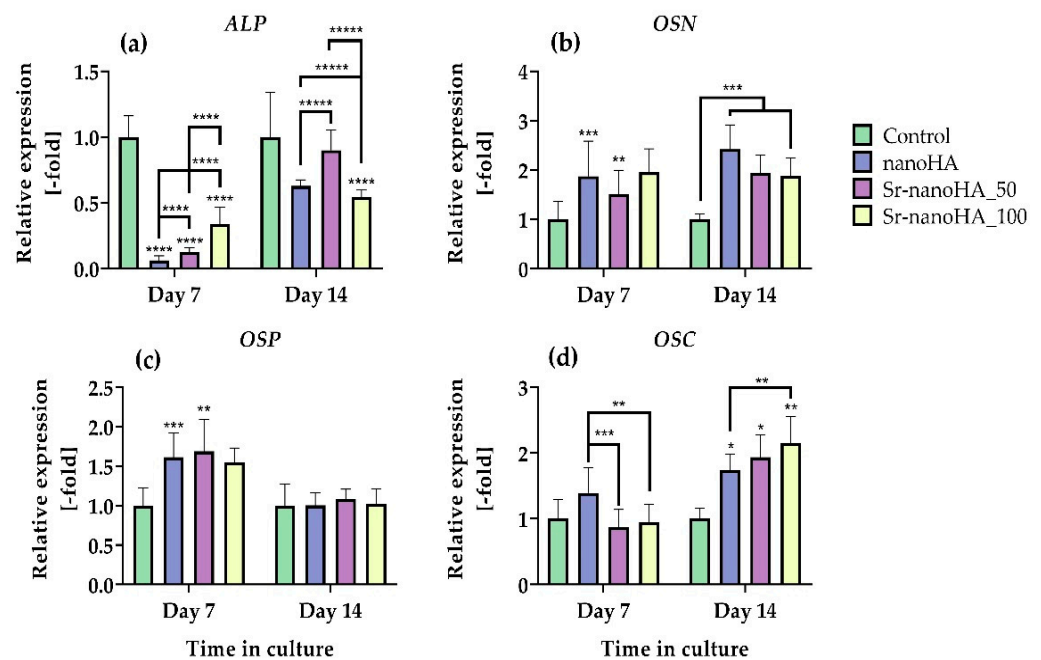 ALP
(a)
*****
*****
*****
****
****
****
****
****
****
****
Relative expression
[-fold]
1.5
1.0
0.5
0.0
Day 7
Day 14
OSN
(b)
***
***
**
Relative expression
[-fold]
4
3
2
1
0
Day 7
Day 14
Control
nanoHA
Sr-nanoHA_50
Sr-nanoHA_100
OSP
(c)
***
**
Relative expression
[-fold]
2.5
2.0
1.5
1.0
0.5
0.0
Day 7
Day 14
Time in culture
OSC
(d)
**
***
**
*
*
**
Relative expression
[-fold]
3
2
1
0
Day 7
Day 14
Time in culture